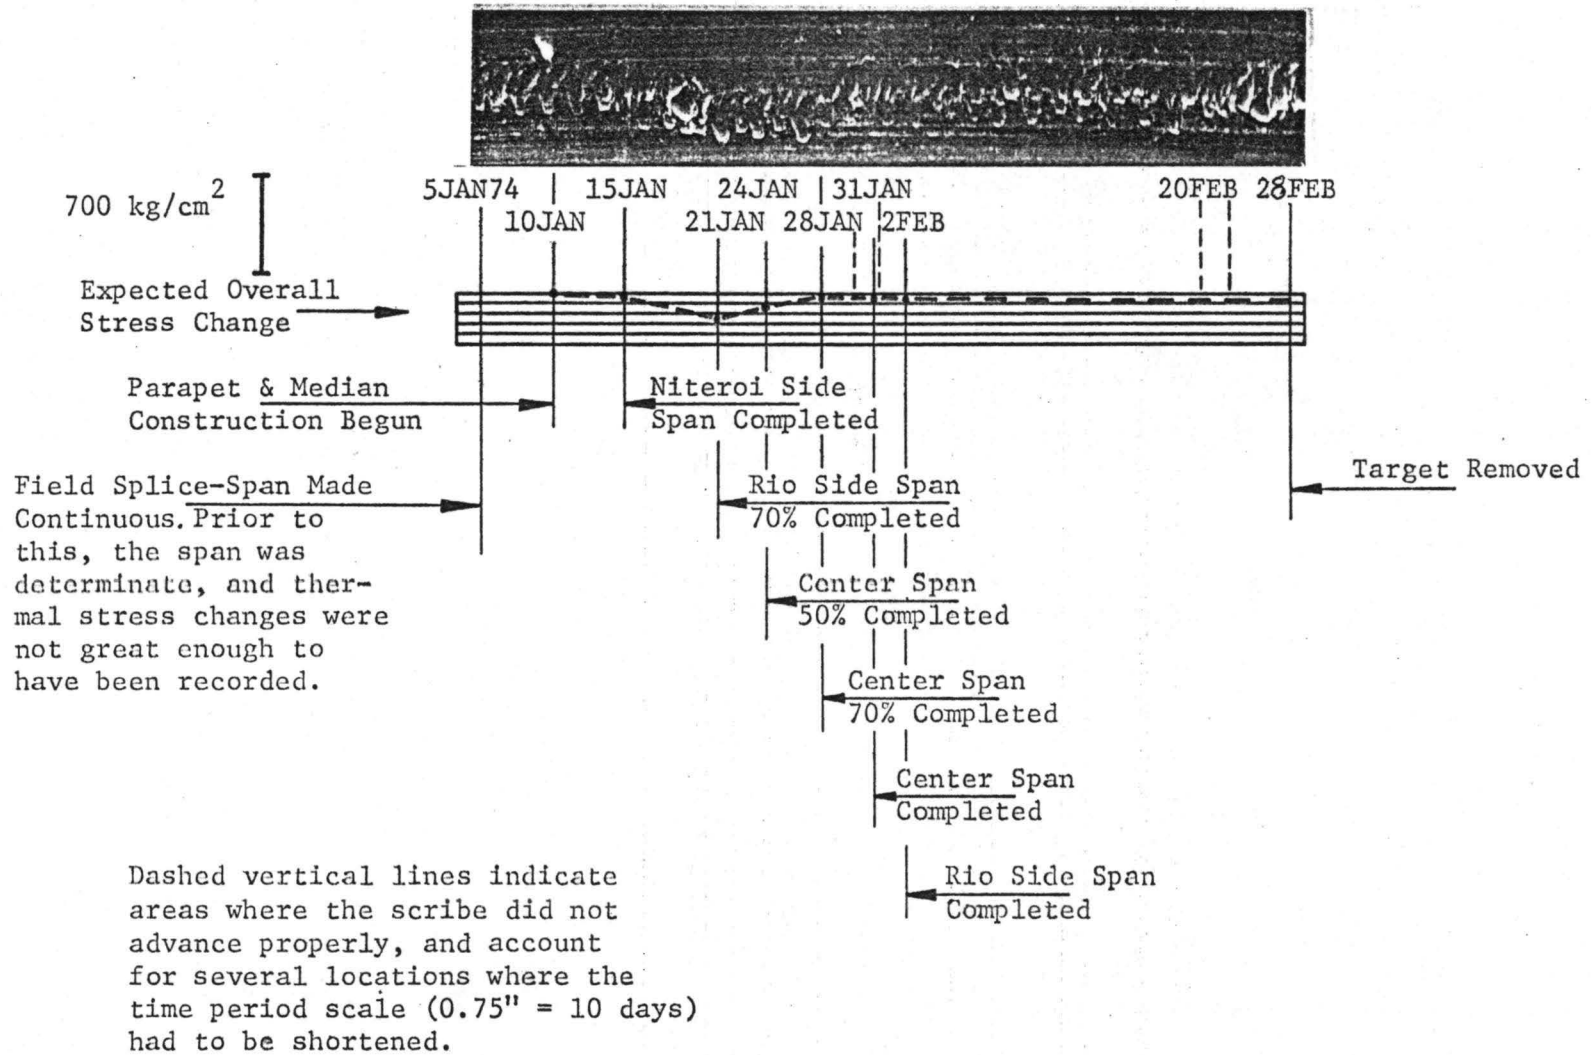 5JAN74 | 15JAN 24JAN | 31JAN 20FEB 28FEB
700 kg/cm²
10JAN 21JAN 28JAN 2FEB
Expected Overall
Stress Change
Parapet & Median
Construction Begun
Niteroi Side
Span Completed
Field Splice-Span Made
Continuous. Prior to
this, the span was
determinate, and ther-
mal stress changes were
not great enough to
have been recorded.
Rio Side Span
70% Completed
Target Removed
Center Span
50% Completed
Center Span
70% Completed
Center Span
Completed
Rio Side Span
Completed
Dashed vertical lines indicate
areas where the scribe did not
advance properly, and account
for several locations where the
time period scale (0.75" = 10 days)
had to be shortened.